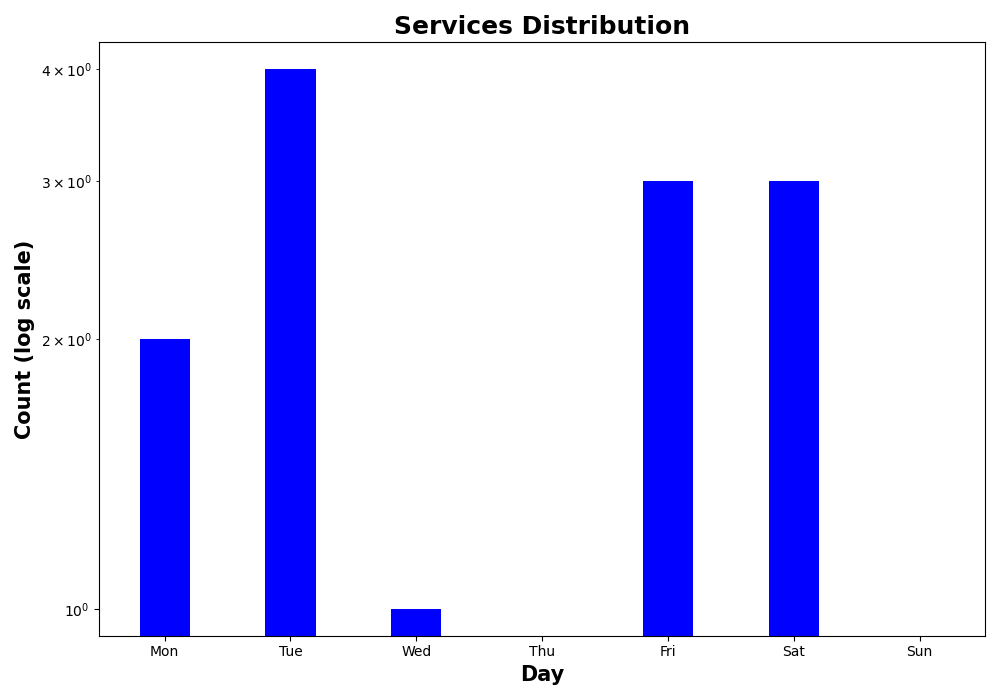 Services Distribution
4 × 10⁰
3 × 10⁰
2 × 10⁰
10⁰
Count (log scale)
Mon Tue Wed Thu Fri Sat Sun
Day